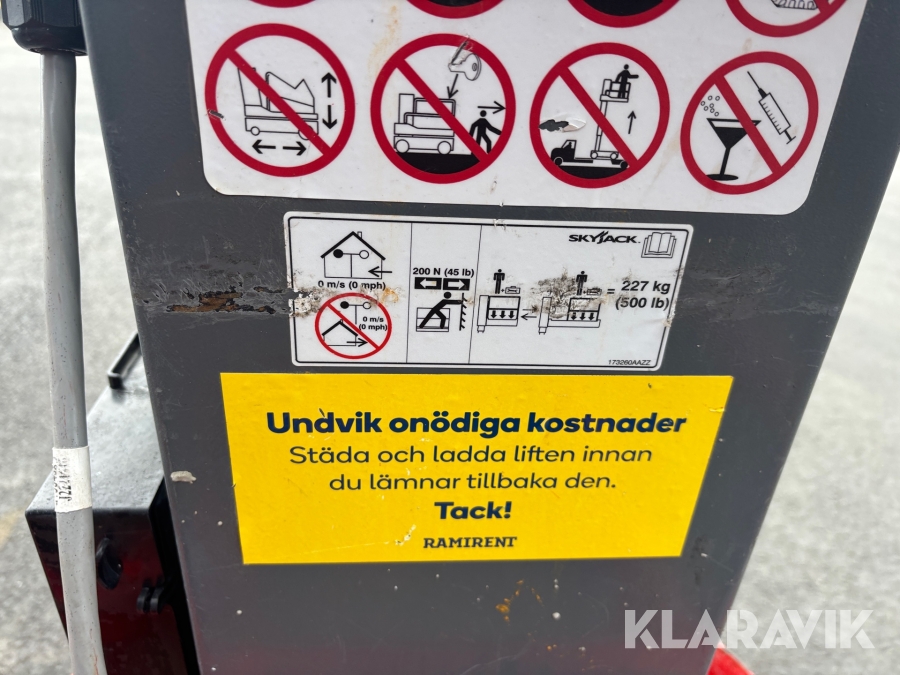 SKYJACK
0 m/s (0 mph)
200 N (45 lb)
= 227 kg
(500 lb)
0 m/s
(0 mph)
173260AAZZ
Undvik onödiga kostnader
Städa och ladda liften innan
du lämnar tillbaka den.
Tack!
RAMIRENT
KLARAVIK